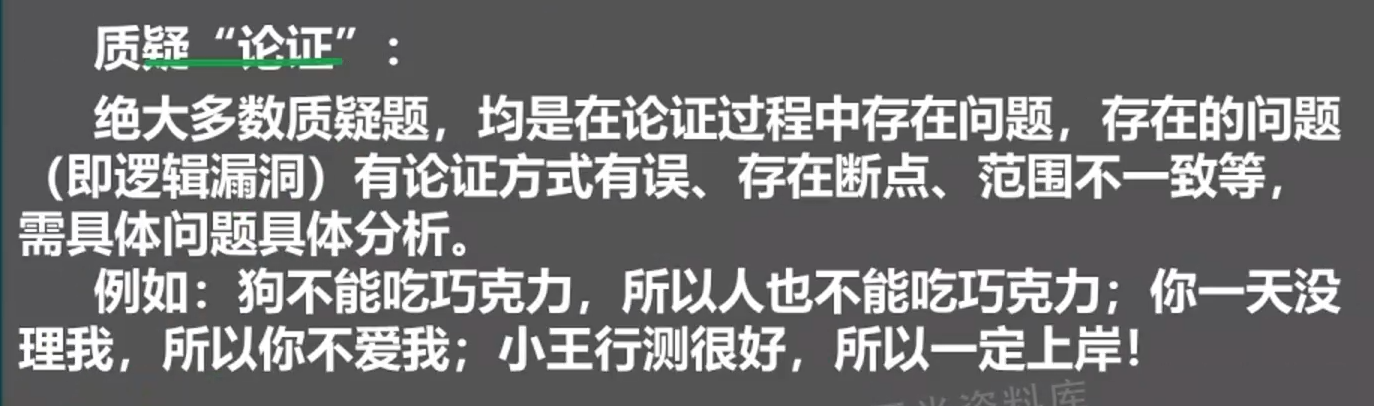 质疑“论证”：
绝大多数质疑题，均是在论证过程中存在问题，存在的问题
（即逻辑漏洞）有论证方式有误、存在断点、范围不一致等，
需具体问题具体分析。
例如：狗不能吃巧克力，所以人也不能吃巧克力；你一天没
理我，所以你不爱我；小王行测很好，所以一定上岸！
资料库